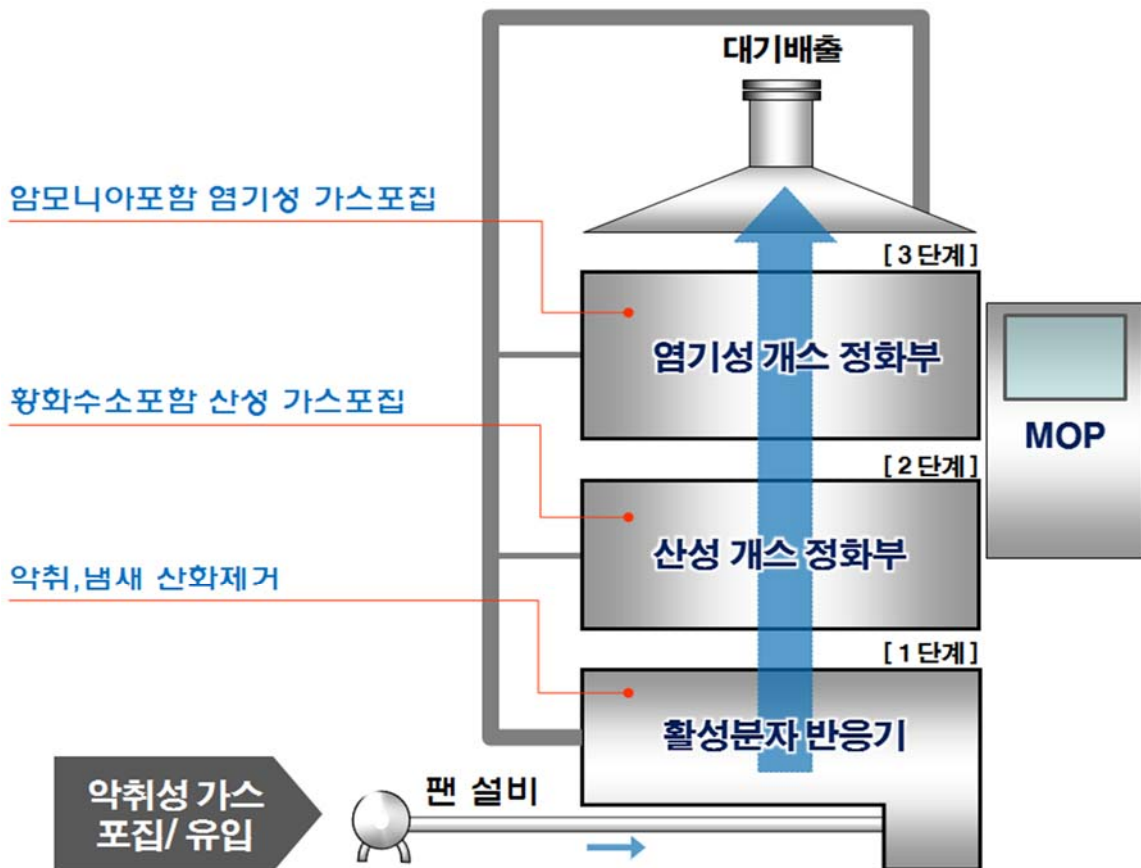 대기배출
암모니아포함 염기성 가스포집
[ 3 단계 ]
염기성 개스 정화부
MOP
황화수소포함 산성 가스포집
[ 2 단계 ]
산성 개스 정화부
악취,냄새 산화제거
[ 1 단계 ]
활성분자 반응기
악취성 가스
포집/ 유입
팬 설비